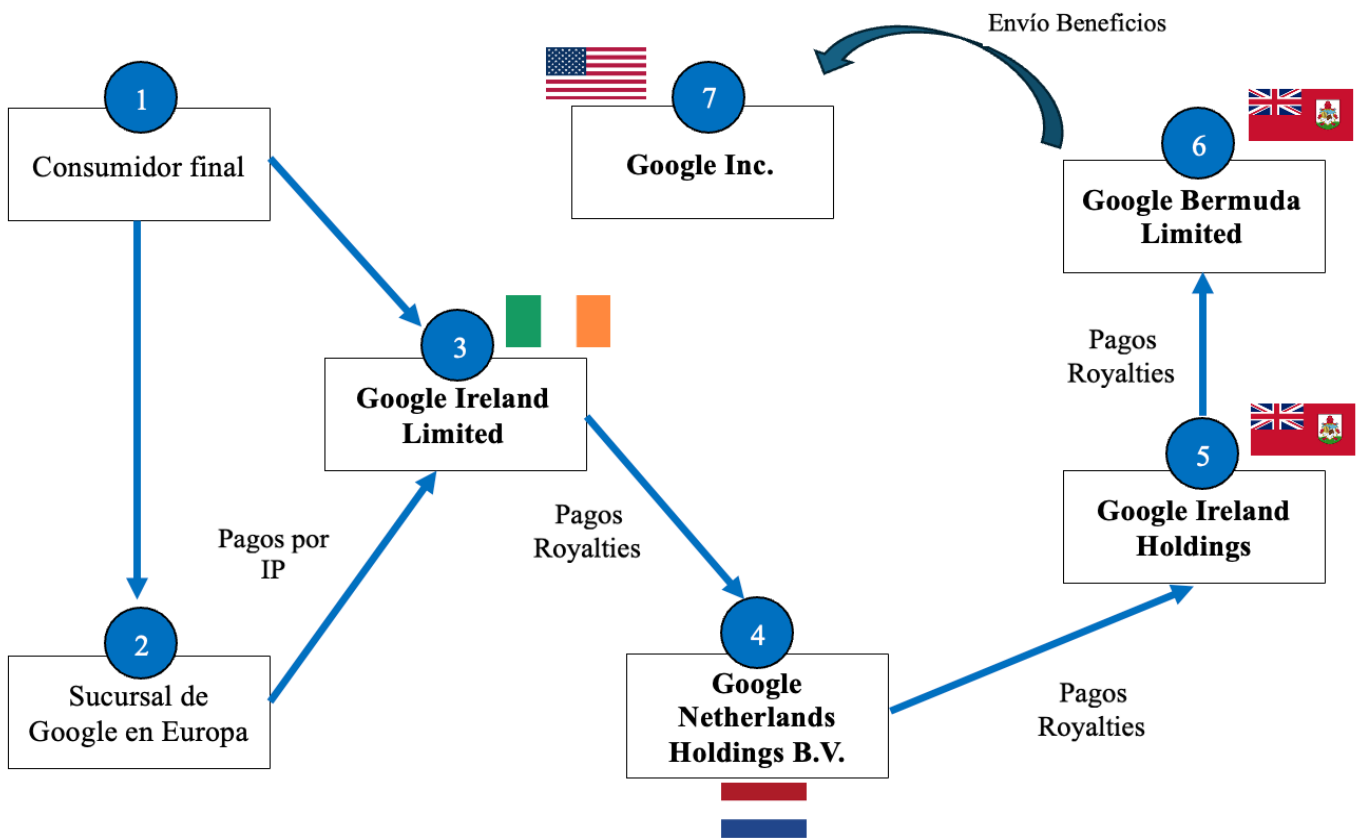 Envío Beneficios
1
Consumidor final
7
Google Inc.
6
Google Bermuda
Limited
3
Google Ireland
Limited
Pagos
Royalties
5
Google Ireland
Holdings
Pagos por
IP
Pagos
Royalties
2
Sucursal de
Google en Europa
4
Google
Netherlands
Holdings B.V.
Pagos
Royalties